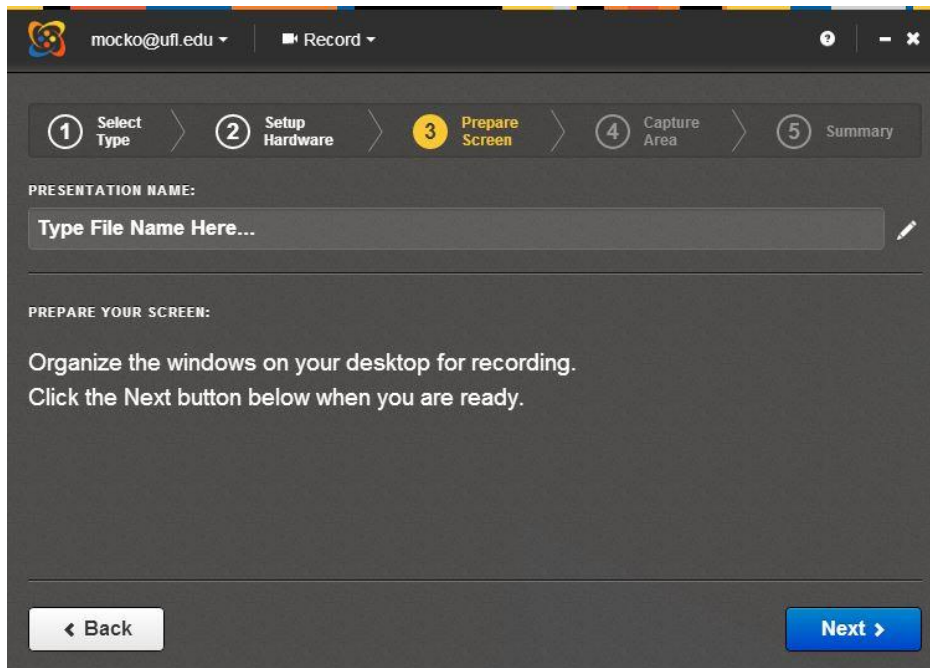 mocko@ufl.edu Record ?
1 Select Type 2 Setup Hardware 3 Prepare Screen 4 Capture Area 5 Summary
PRESENTATION NAME:
Type File Name Here...
PREPARE YOUR SCREEN:
Organize the windows on your desktop for recording.
Click the Next button below when you are ready.
Back Next